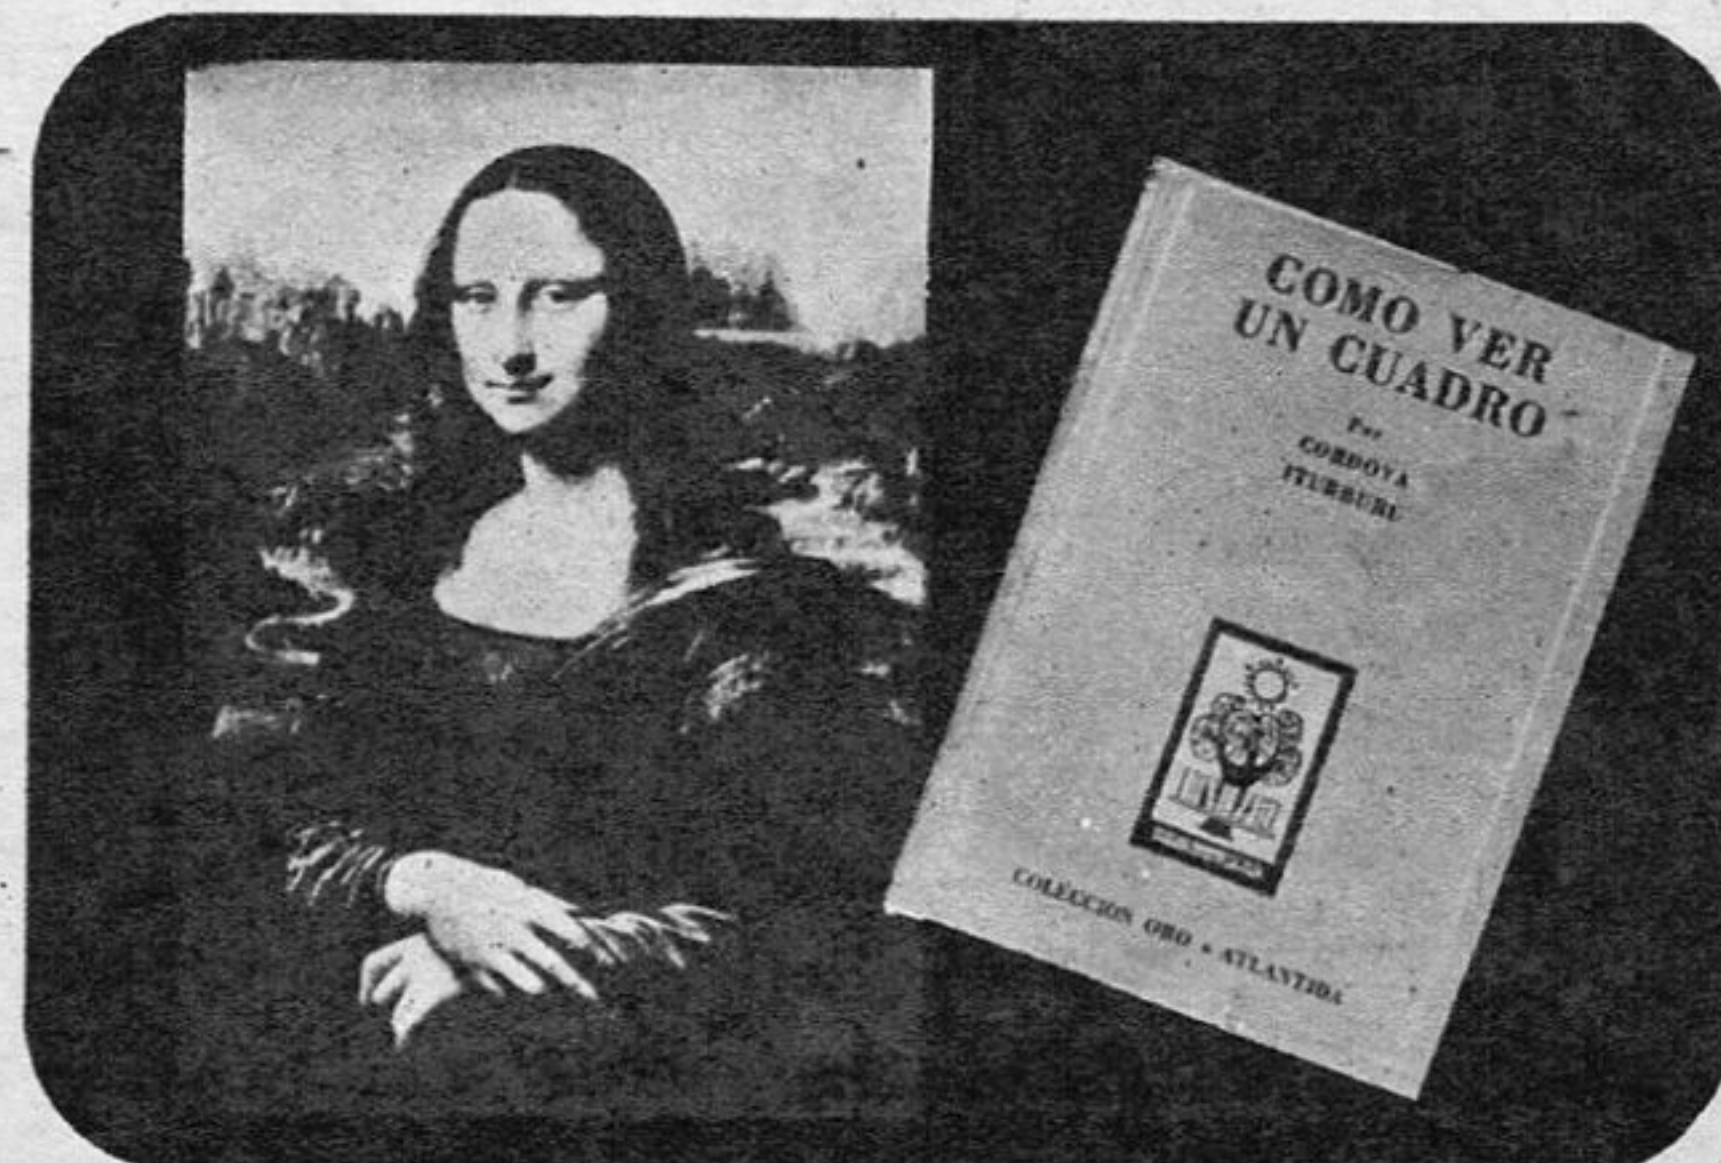 COMO VER
UN CUADRO
Por
CORDOVA
ITURBURU
COLECCION ORO • ATLANTIDA